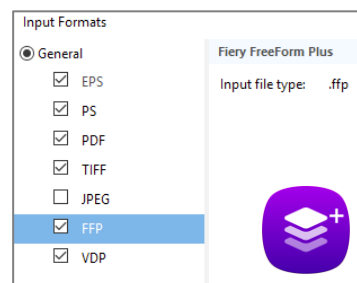 Input Formats
General
EPS
PS
PDF
TIFF
JPEG
FFP
VDP
Fiery FreeForm Plus
Input file type: .ffp